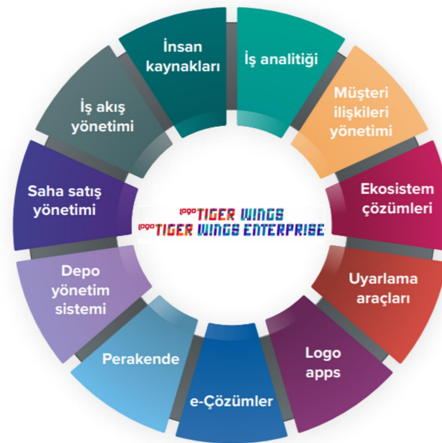 İnsan
kaynakları
İş analitiği
Müşteri
ilişkileri
yönetimi
Ekosistem
çözümleri
Uyarlama
araçları
Logo
apps
e-Çözümler
Perakende
Depo
yönetim
sistemi
Saha satış
yönetimi
İş akış
yönetimi
logo TIGER WINGS
logo TIGER WINGS ENTERPRISE